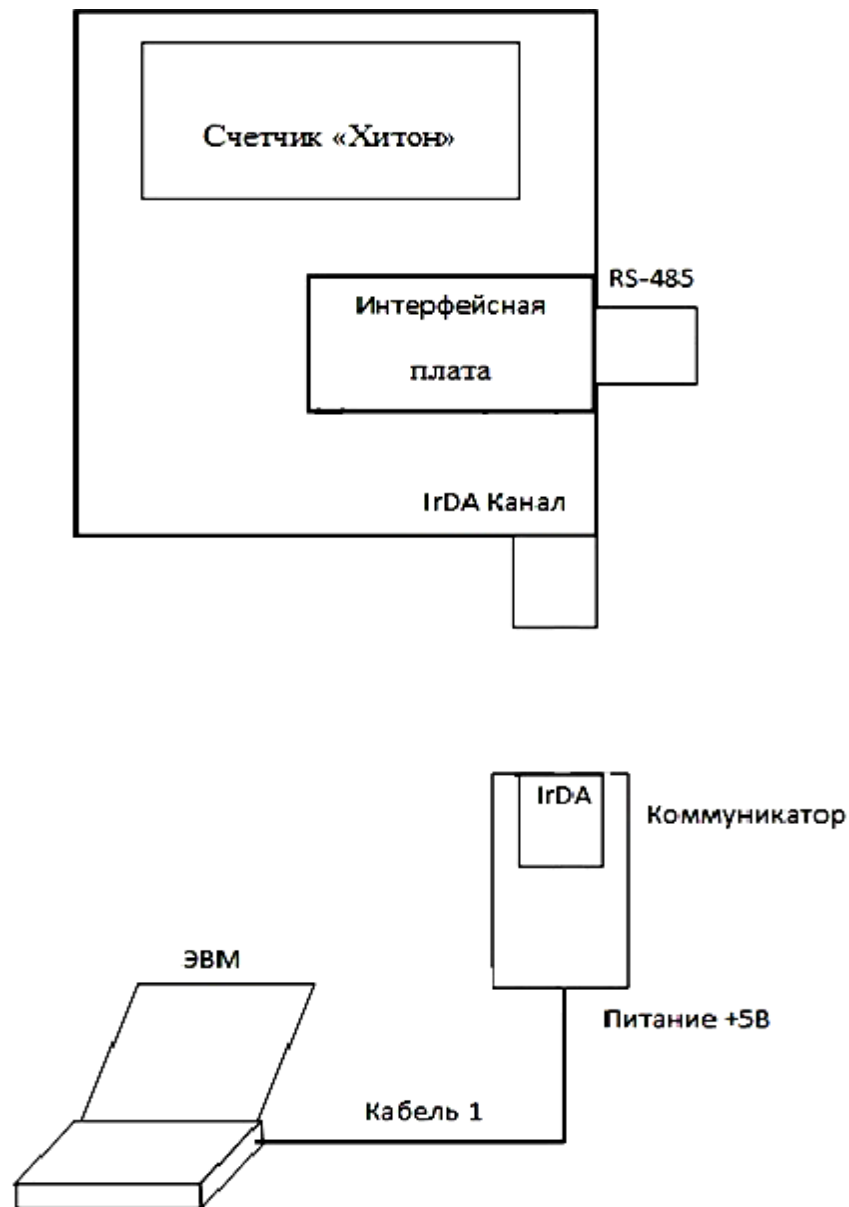 Счетчик «Хитон»
RS-485
Интерфейсная
плата
IrDA Канал
IrDA
Коммуникатор
ЭВМ
Питание +5В
Кабель 1